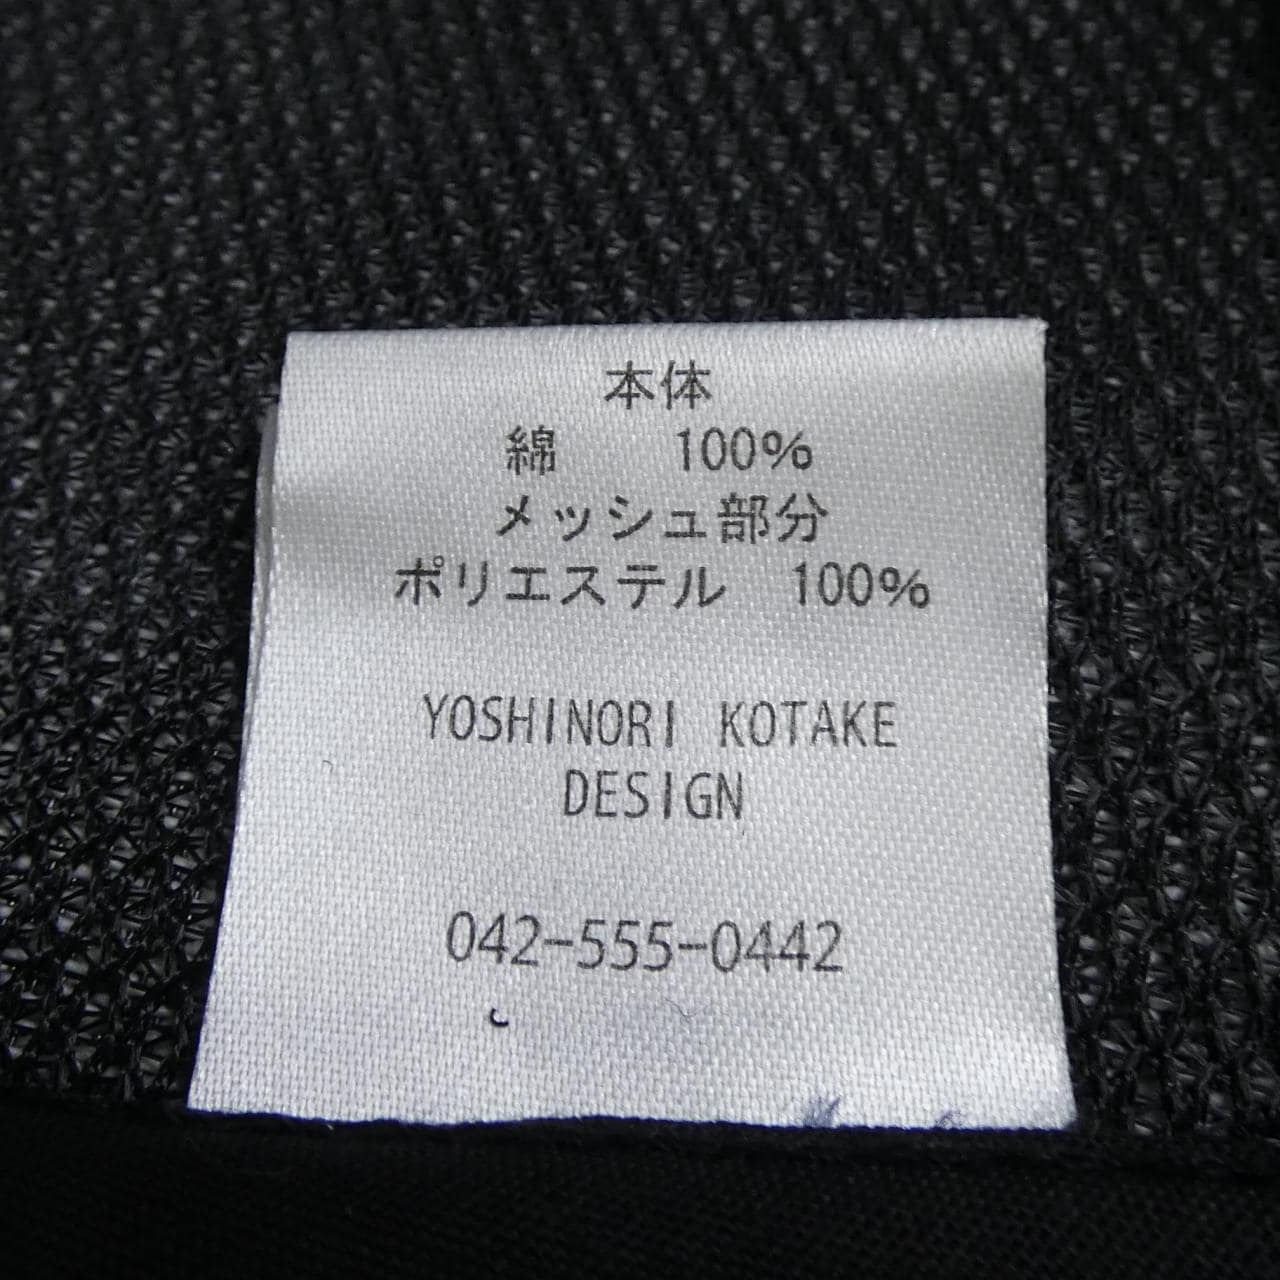 本体
綿 100%
メッシュ部分
ポリエステル 100%
YOSHINORI KOTAKE
DESIGN
042-555-0442